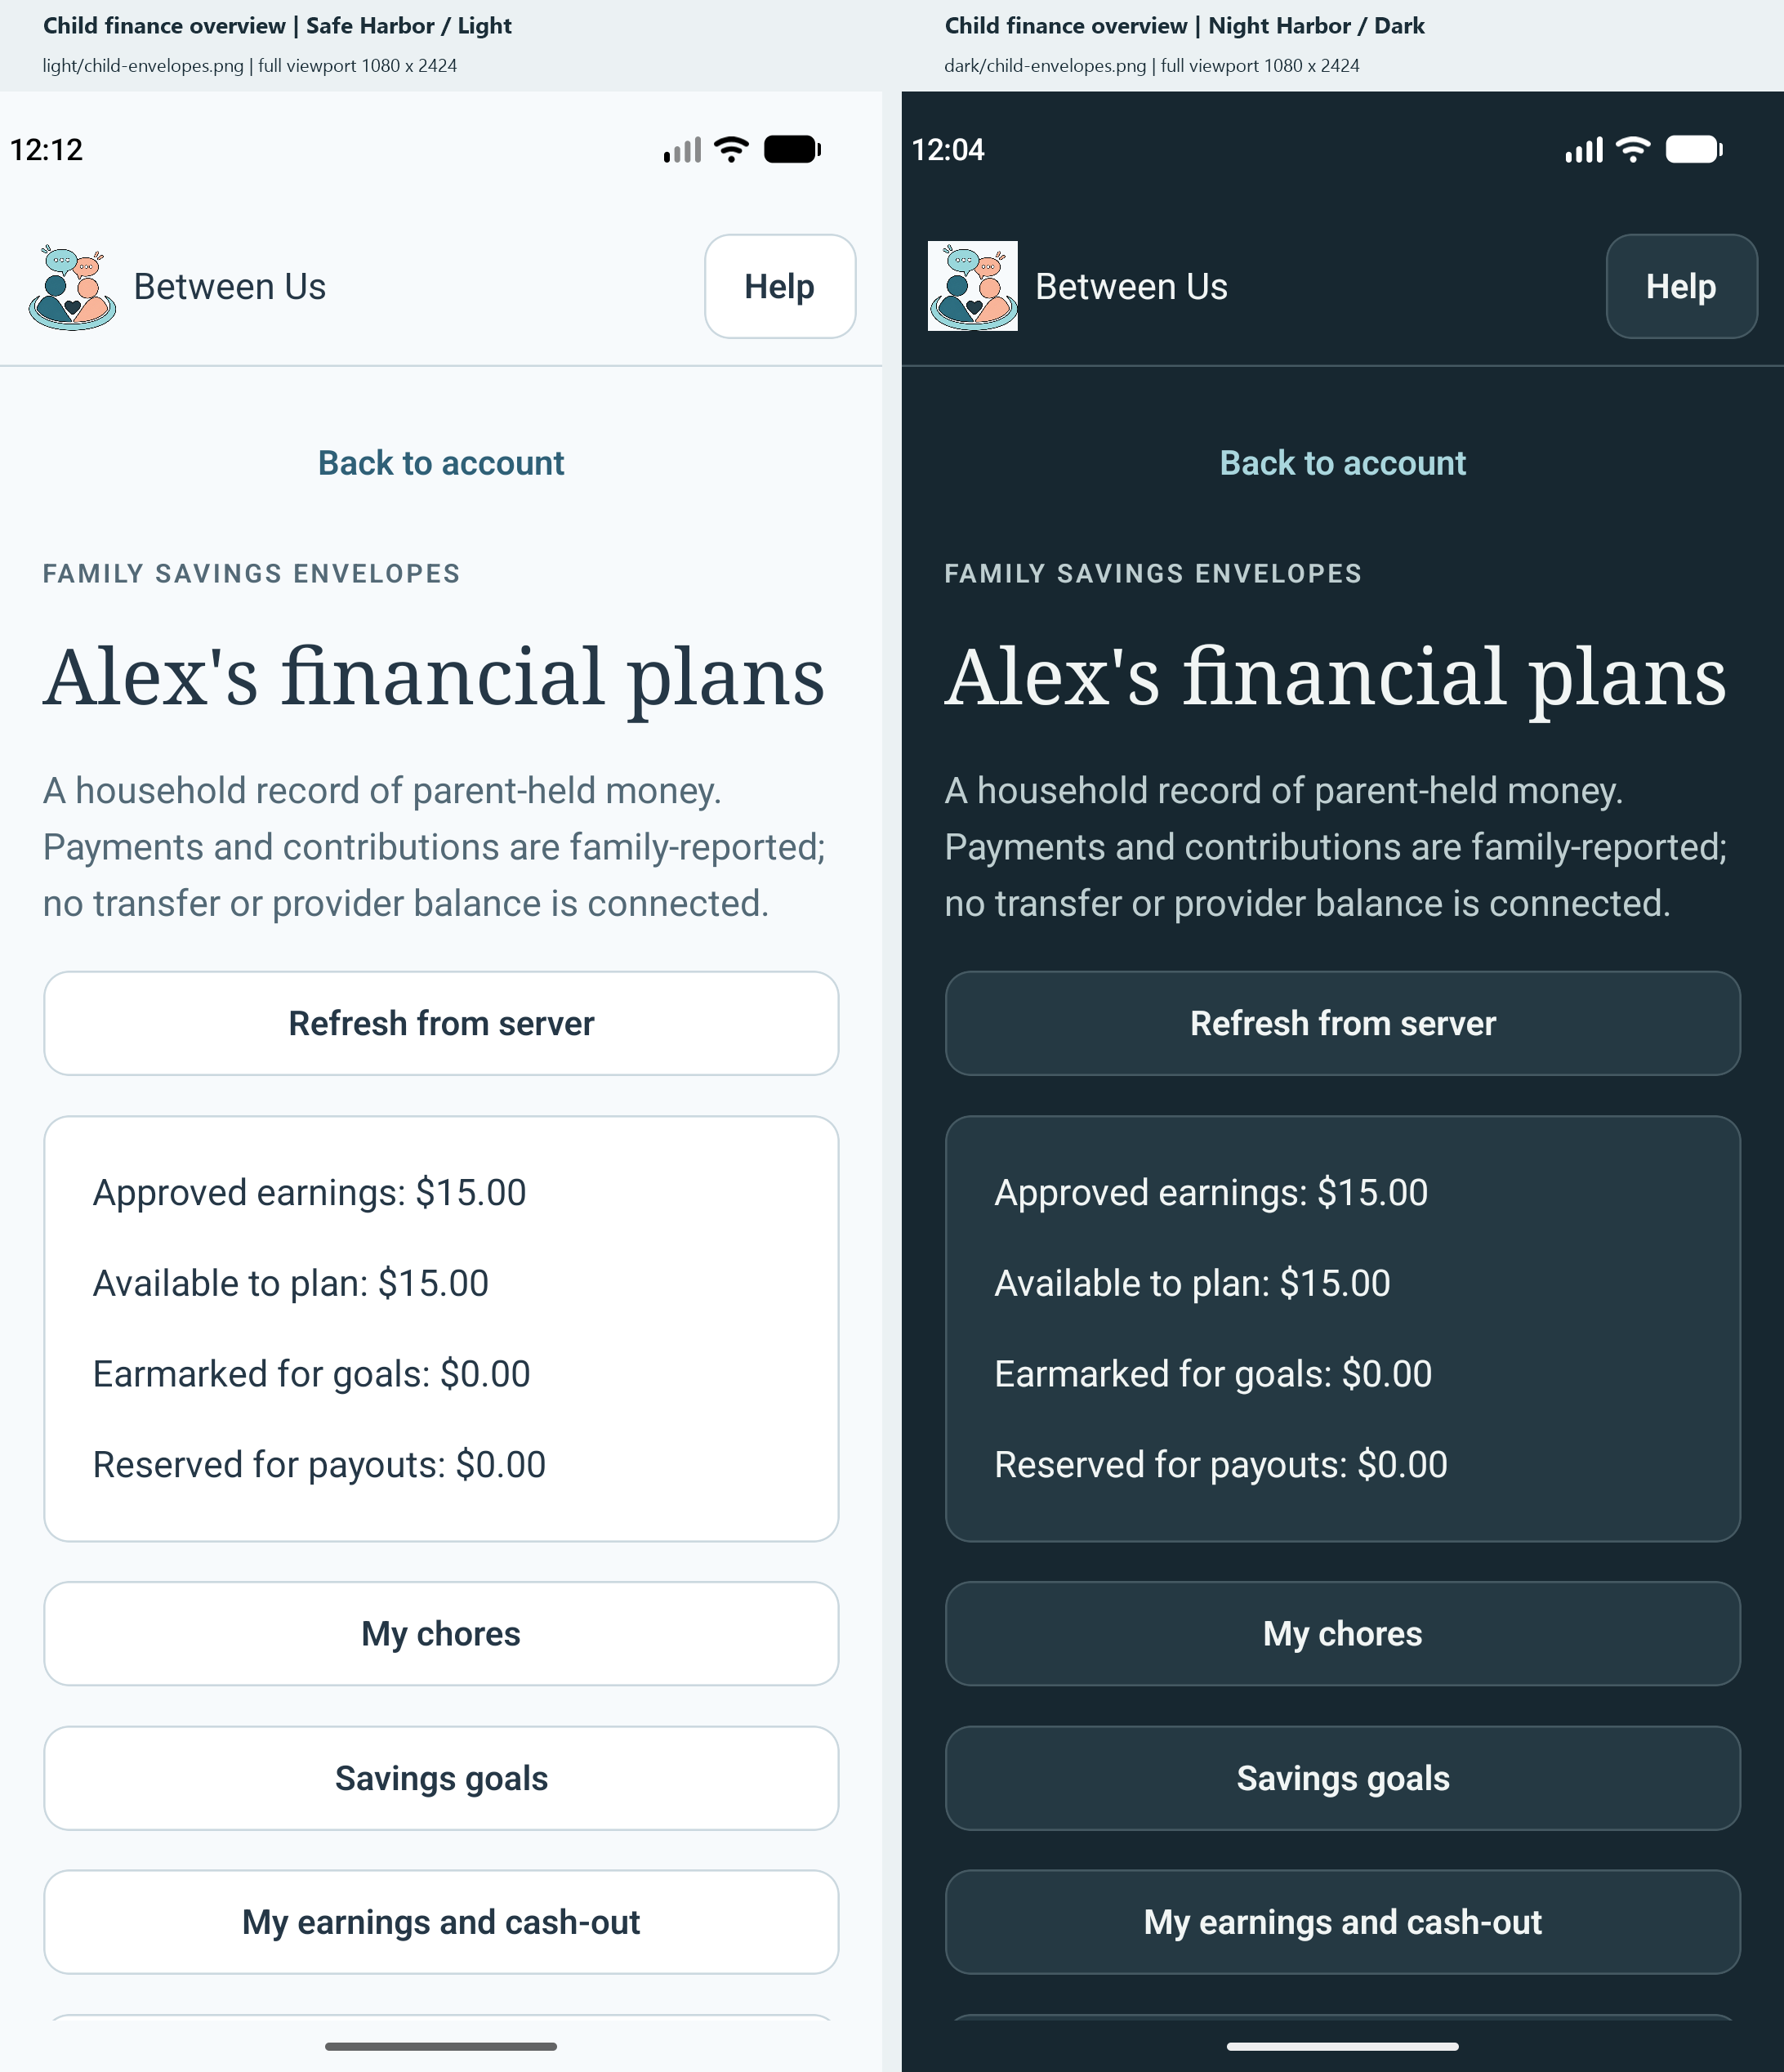 Child finance overview | Safe Harbor / Light
light/child-envelopes.png | full viewport 1080 x 2424
12:12
Between Us
Help
Back to account
FAMILY SAVINGS ENVELOPES
Alex's financial plans
A household record of parent-held money.
Payments and contributions are family-reported;
no transfer or provider balance is connected.
Refresh from server
Approved earnings: $15.00
Available to plan: $15.00
Earmarked for goals: $0.00
Reserved for payouts: $0.00
My chores
Savings goals
My earnings and cash-out
Child finance overview | Night Harbor / Dark
dark/child-envelopes.png | full viewport 1080 x 2424
12:04
Between Us
Help
Back to account
FAMILY SAVINGS ENVELOPES
Alex's financial plans
A household record of parent-held money.
Payments and contributions are family-reported;
no transfer or provider balance is connected.
Refresh from server
Approved earnings: $15.00
Available to plan: $15.00
Earmarked for goals: $0.00
Reserved for payouts: $0.00
My chores
Savings goals
My earnings and cash-out